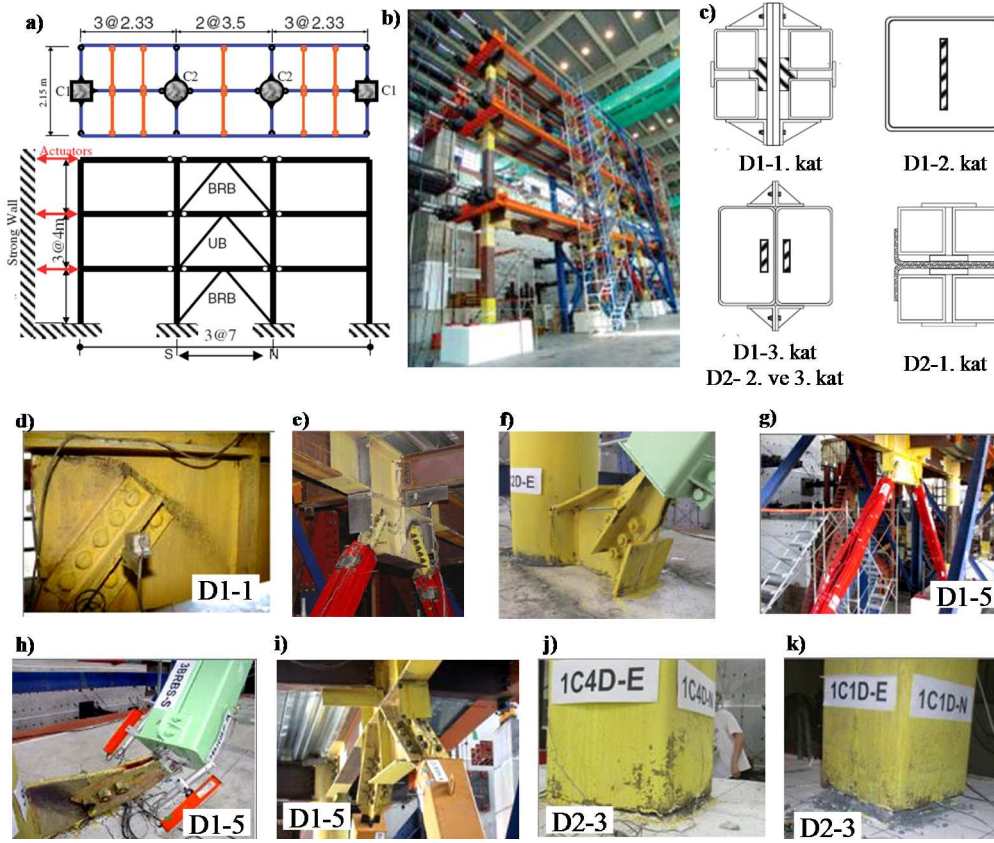 a)
3@2.33 2@3.5 3@2.33
C1 C2 C2 C1
2.15 m
Actuators
Strong Wall
3@4m
BRB
UB
BRB
3@7
S N
b)
c)
D1-1. kat
D1-2. kat
D1-3. kat
D2- 2. ve 3. kat
D2-1. kat
d)
D1-1
e)
f)
2D-E
g)
D1-5
h)
3BRBS-S
D1-5
i)
D1-5
j)
1C4D-E
1C4D-N
D2-3
k)
1C1D-E
1C1D-N
D2-3